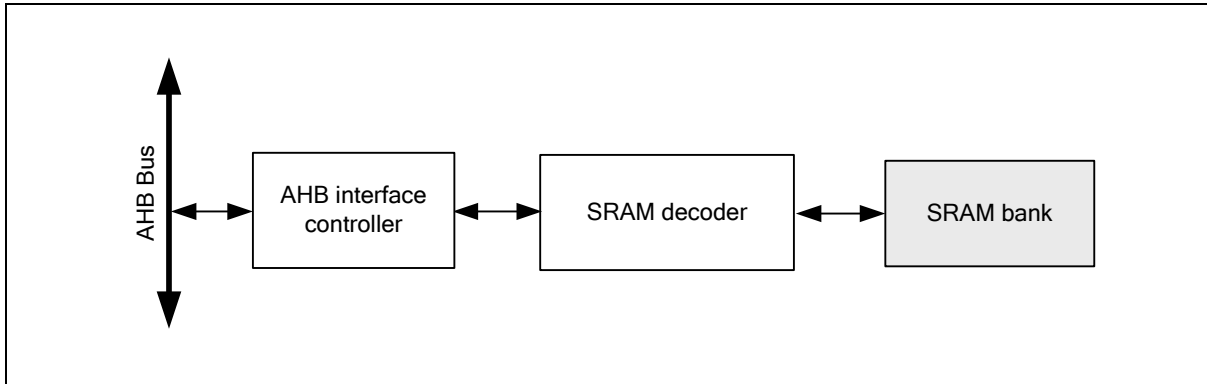 AHB Bus
AHB interface
controller
SRAM decoder
SRAM bank